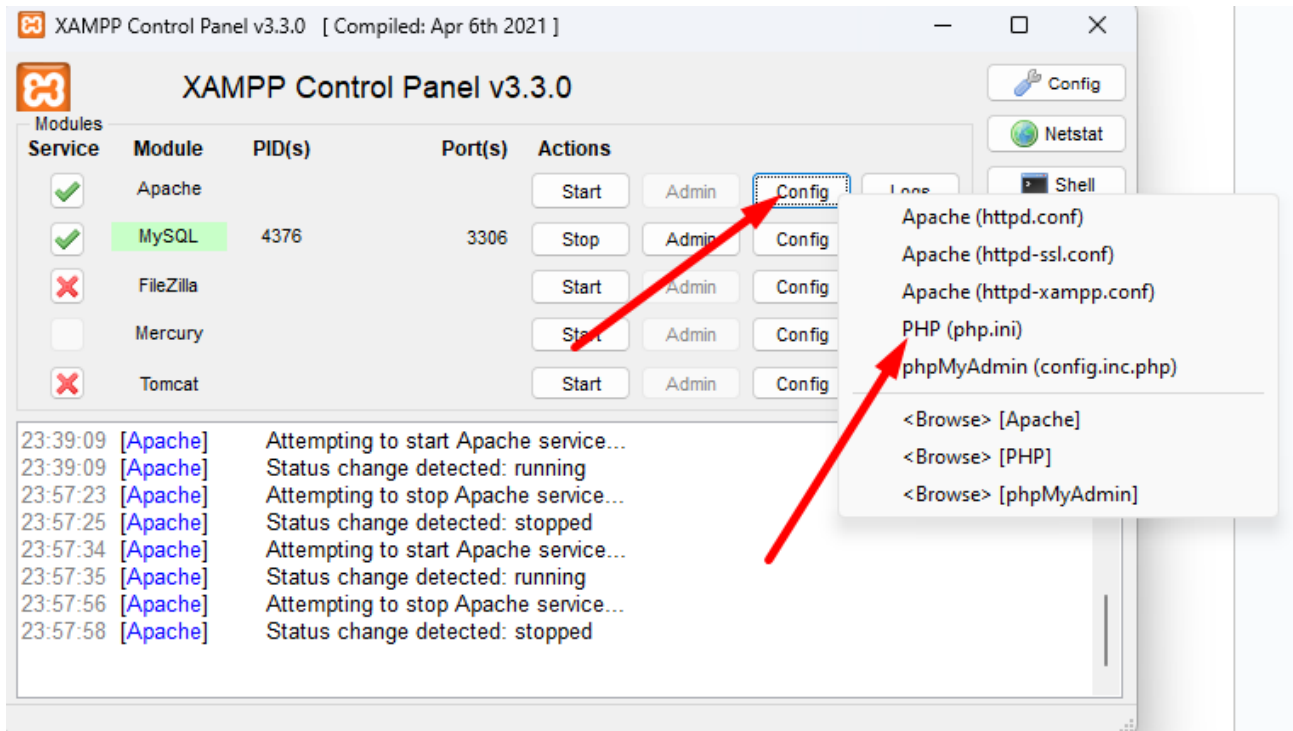 XAMPP Control Panel v3.3.0 [ Compiled: Apr 6th 2021 ]
XAMPP Control Panel v3.3.0
Config
Modules
Service Module PID(s) Port(s) Actions
Netstat
Apache Start Admin Config Logs
Shell
MySQL 4376 3306 Stop Admin Config
FileZilla Start Admin Config
Mercury Start Admin Config
Tomcat Start Admin Config
Apache (httpd.conf)
Apache (httpd-ssl.conf)
Apache (httpd-xampp.conf)
PHP (php.ini)
phpMyAdmin (config.inc.php)
<Browse> [Apache]
<Browse> [PHP]
<Browse> [phpMyAdmin]
23:39:09 [Apache] Attempting to start Apache service...
23:39:09 [Apache] Status change detected: running
23:57:23 [Apache] Attempting to stop Apache service...
23:57:25 [Apache] Status change detected: stopped
23:57:34 [Apache] Attempting to start Apache service...
23:57:35 [Apache] Status change detected: running
23:57:56 [Apache] Attempting to stop Apache service...
23:57:58 [Apache] Status change detected: stopped